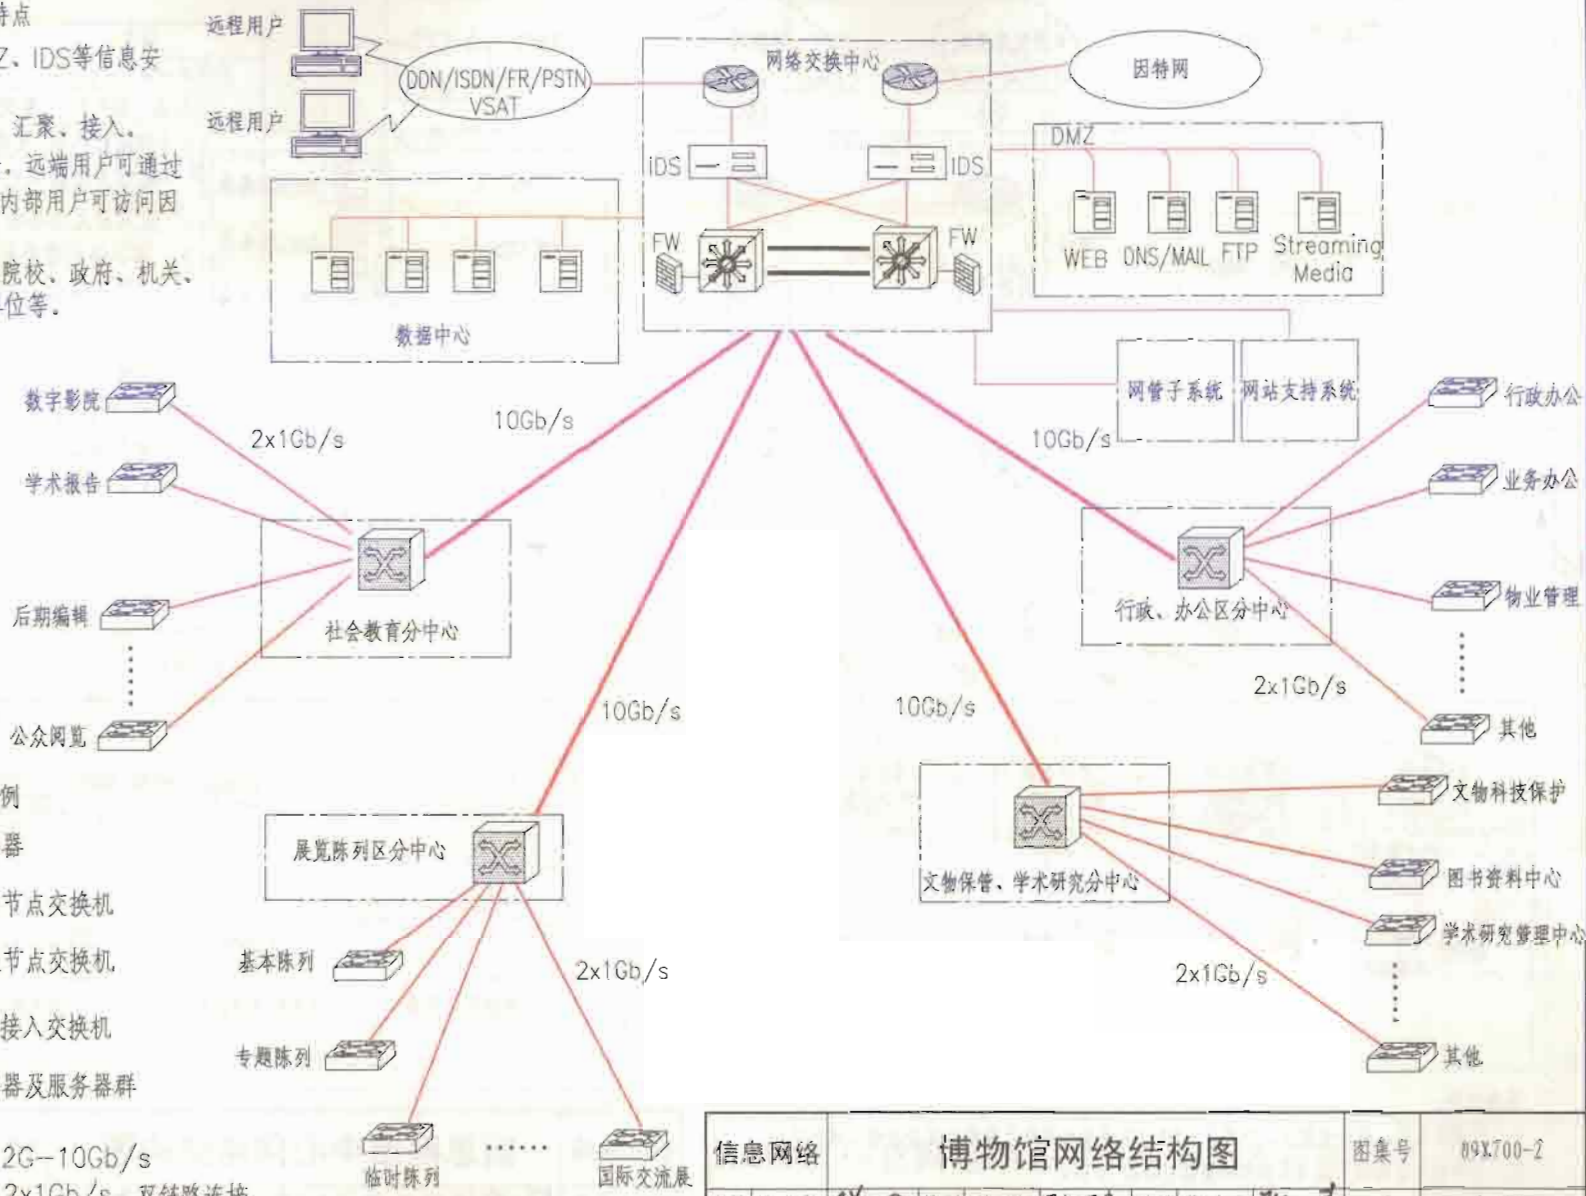 特点
Z、IDS等信息安
、汇聚、接入。
。远端用户可通过
内部用户可访问因
院校、政府、机关、
位等.
远程用户
远程用户
DDN/ISDN/FR/PSTN
VSAT
网络交换中心
因特网
IDS
IDS
FW
FW
DMZ
WEB
DNS/MAIL
FTP
Streaming
Media
数据中心
网管子系统
网站支持系统
数字影院
学术报告
后期编辑
公众阅览
2x1Gb/s
10Gb/s
社会教育分中心
10Gb/s
行政、办公区分中心
行政办公
业务办公
物业管理
其他
2x1Gb/s
10Gb/s
10Gb/s
展览陈列区分中心
基本陈列
专题陈列
临时陈列
国际交流展
2x1Gb/s
文物保管、学术研究分中心
文物科技保护
图书资料中心
学术研究管理中心
其他
2x1Gb/s
例
器
节点交换机
节点交换机
接入交换机
器及服务器群
2G-10Gb/s
2x1Gb/s 双链路连接.
信息网络
博物馆网络结构图
图集号
09X700-2